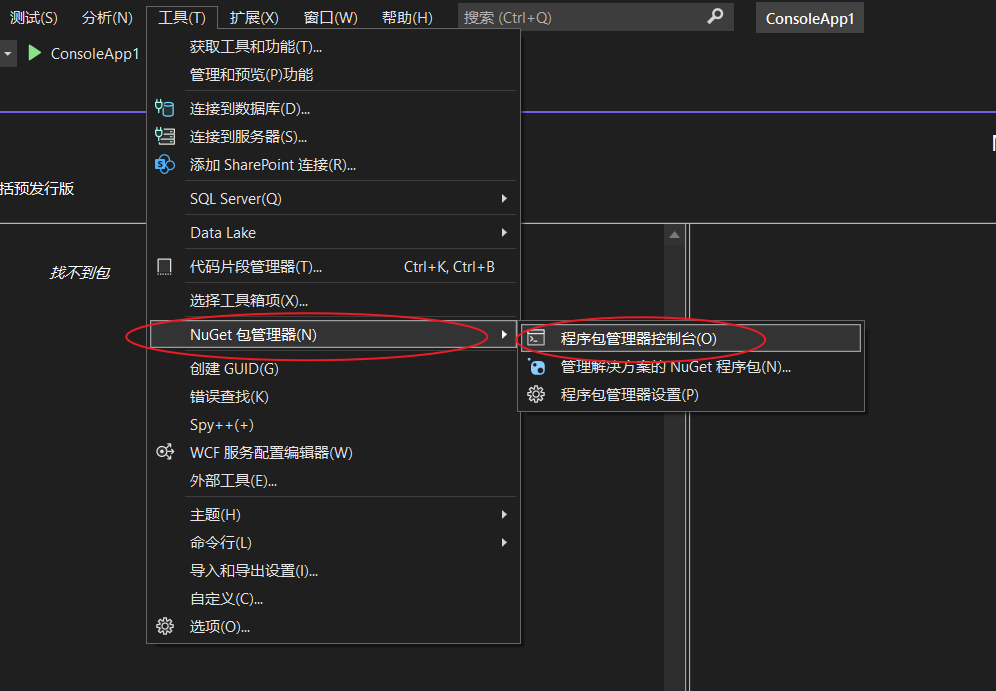 测试(S) 分析(N) 工具(T) 扩展(X) 窗口(W) 帮助(H) 搜索 (Ctrl+Q) ConsoleApp1
ConsoleApp1
获取工具和功能(T)...
管理和预览(P)功能
连接到数据库(D)...
连接到服务器(S)...
添加 SharePoint 连接(R)...
括预发行版
SQL Server(Q)
Data Lake
找不到包
代码片段管理器(T)... Ctrl+K, Ctrl+B
选择工具箱项(X)...
NuGet 包管理器(N)
程序包管理器控制台(O)
管理解决方案的 NuGet 程序包(N)...
程序包管理器设置(P)
创建 GUID(G)
错误查找(K)
Spy++(+)
WCF 服务配置编辑器(W)
外部工具(E)...
主题(H)
命令行(L)
导入和导出设置(I)...
自定义(C)...
选项(O)...